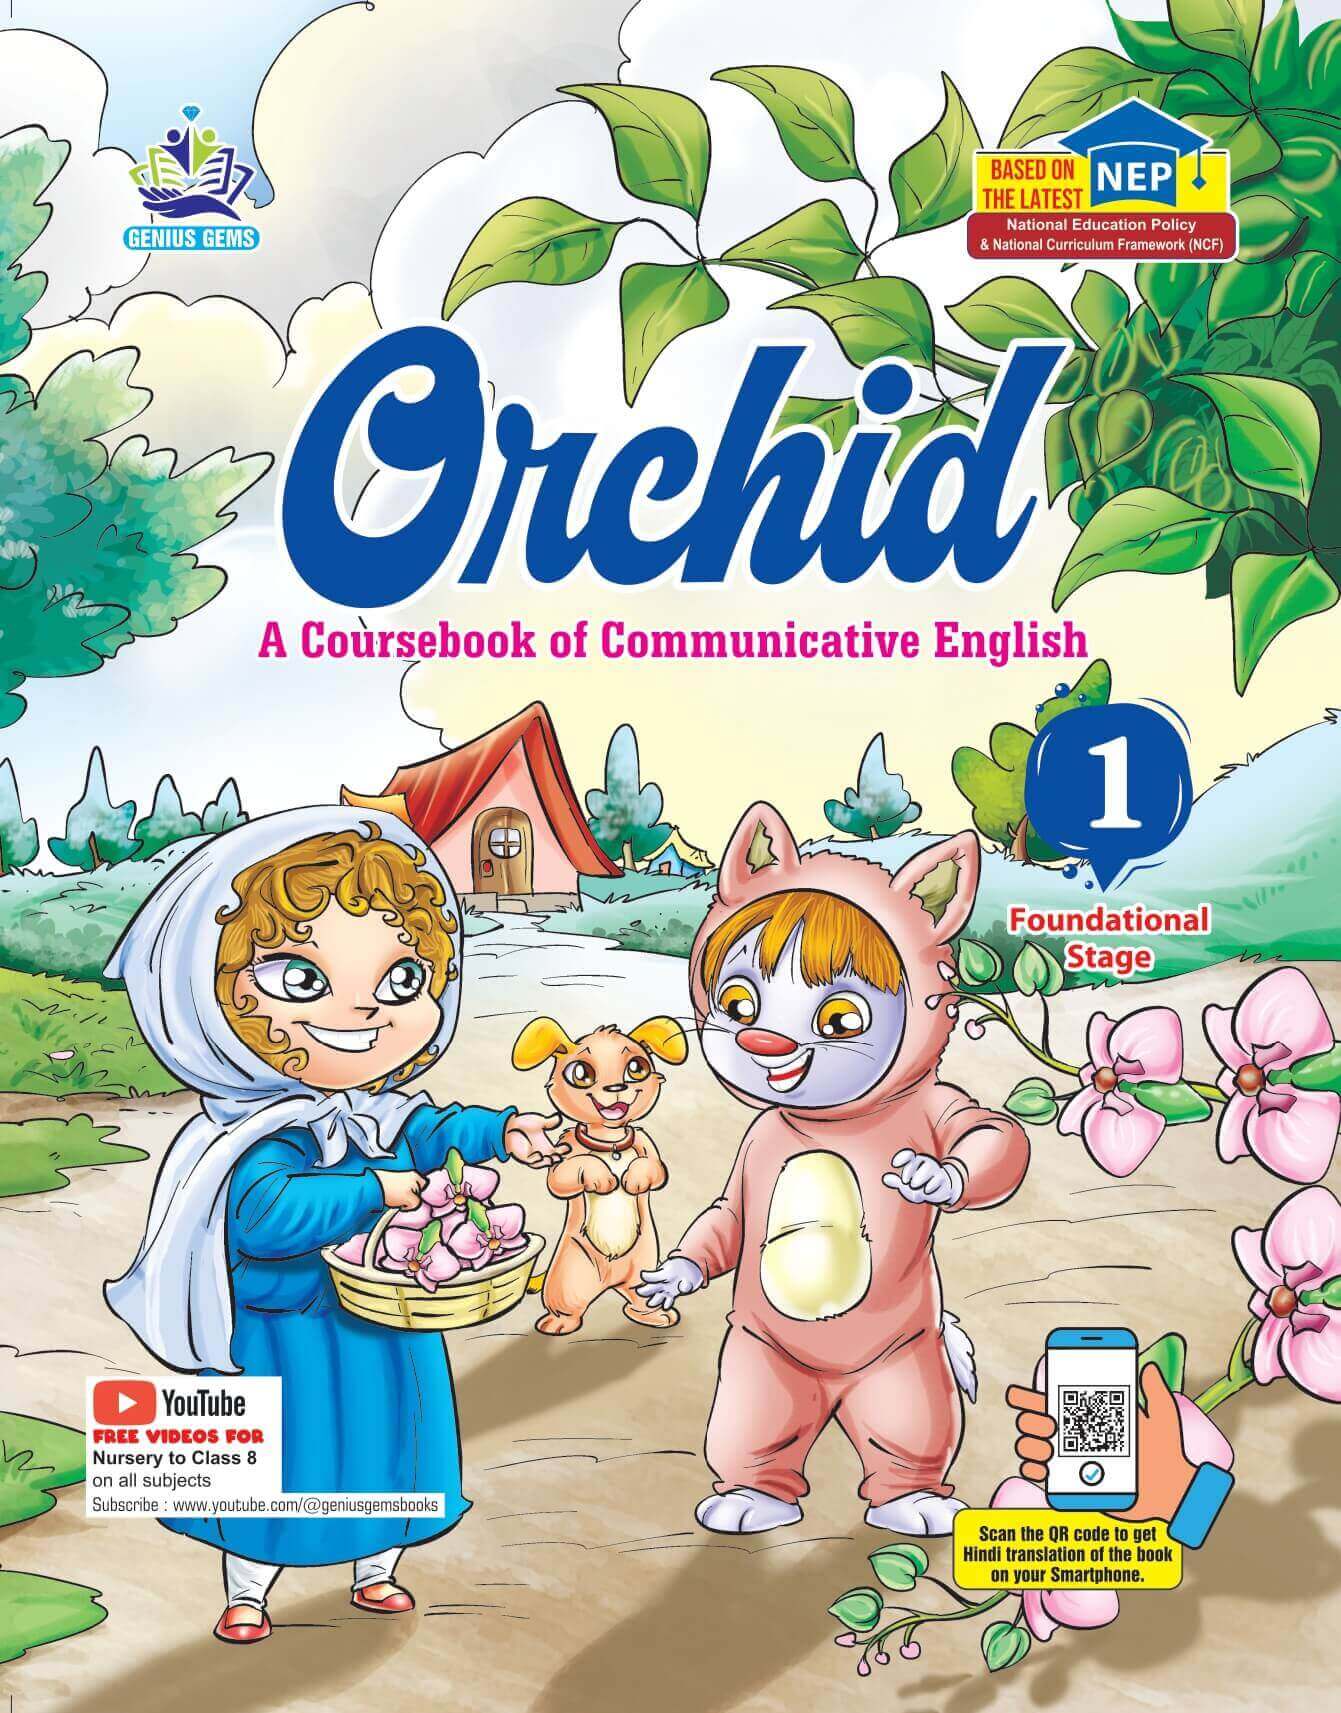 GENIUS GEMS
BASED ON
THE LATEST
NEP
National Education Policy
& National Curriculum Framework (NCF)
Orchid
A Coursebook of Communicative English
1
Foundational
Stage
YouTube
FREE VIDEOS FOR
Nursery to Class 8
on all subjects
Subscribe : www.youtube.com/@geniusgemsbooks
Scan the QR code to get
Hindi translation of the book
on your Smartphone.